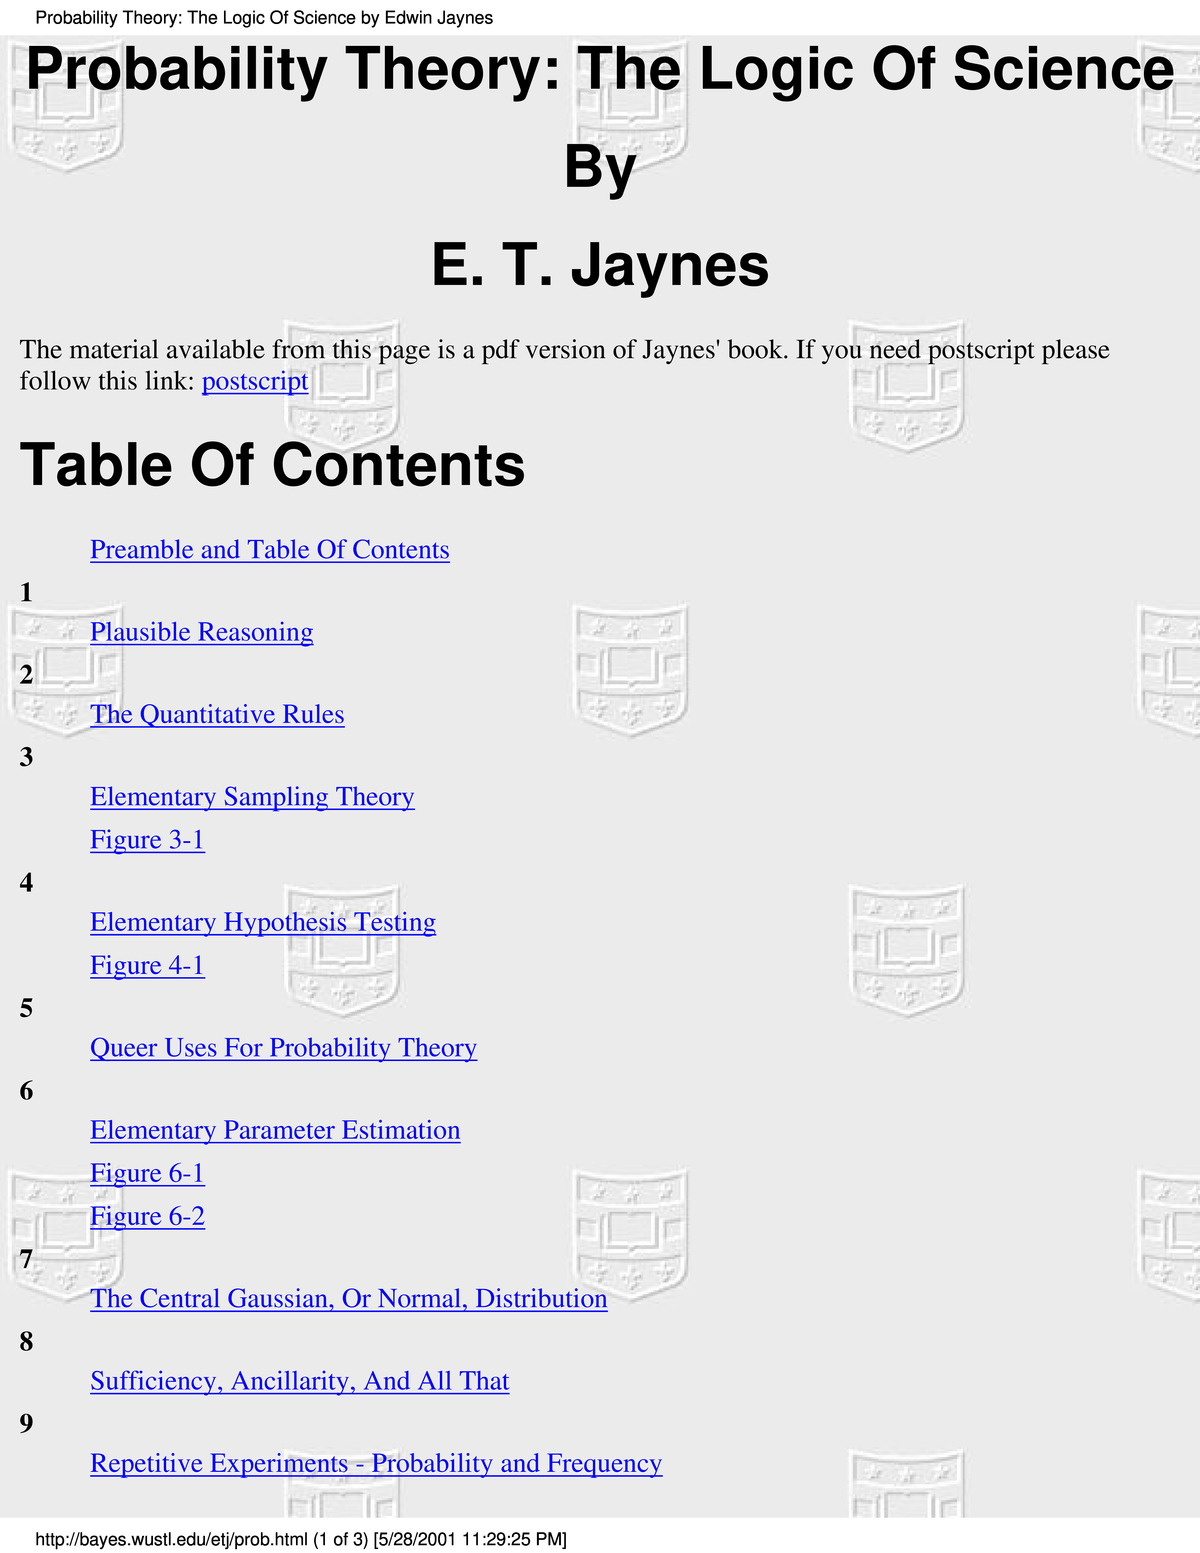 Probability Theory: The Logic Of Science by Edwin Jaynes
Probability Theory: The Logic Of Science
By
E. T. Jaynes
The material available from this page is a pdf version of Jaynes' book. If you need postscript please
follow this link: postscript
Table Of Contents
Preamble and Table Of Contents
1
Plausible Reasoning
2
The Quantitative Rules
3
Elementary Sampling Theory
Figure 3-1
4
Elementary Hypothesis Testing
Figure 4-1
5
Queer Uses For Probability Theory
6
Elementary Parameter Estimation
Figure 6-1
Figure 6-2
7
The Central Gaussian, Or Normal, Distribution
8
Sufficiency, Ancillarity, And All That
9
Repetitive Experiments - Probability and Frequency
http://bayes.wustl.edu/etj/prob.html (1 of 3) [5/28/2001 11:29:25 PM]